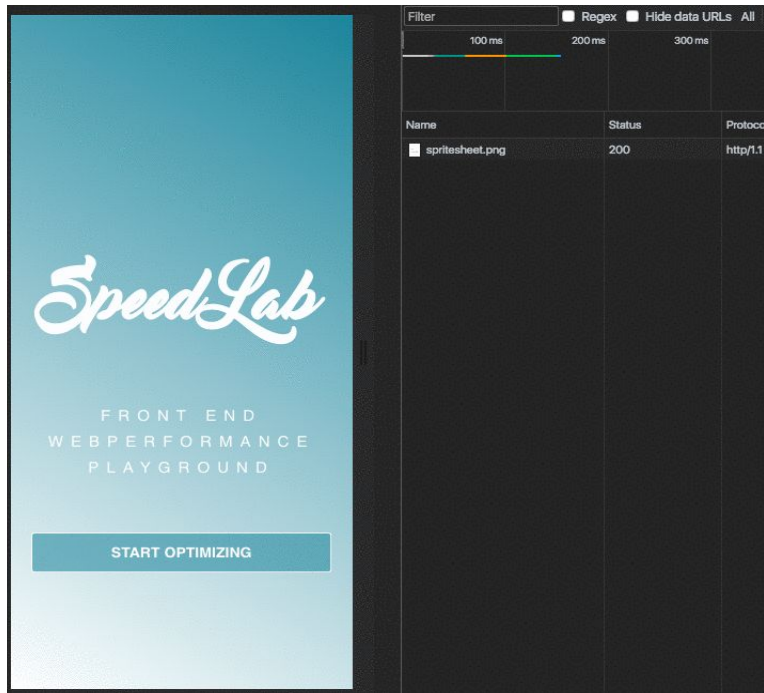 SpeedLab
FRONT END
WEBPERFORMANCE
PLAYGROUND
START OPTIMIZING
Filter Regex Hide data URLs All
100 ms 200 ms 300 ms
Name Status Protoco
spritesheet.png 200 http/1.1